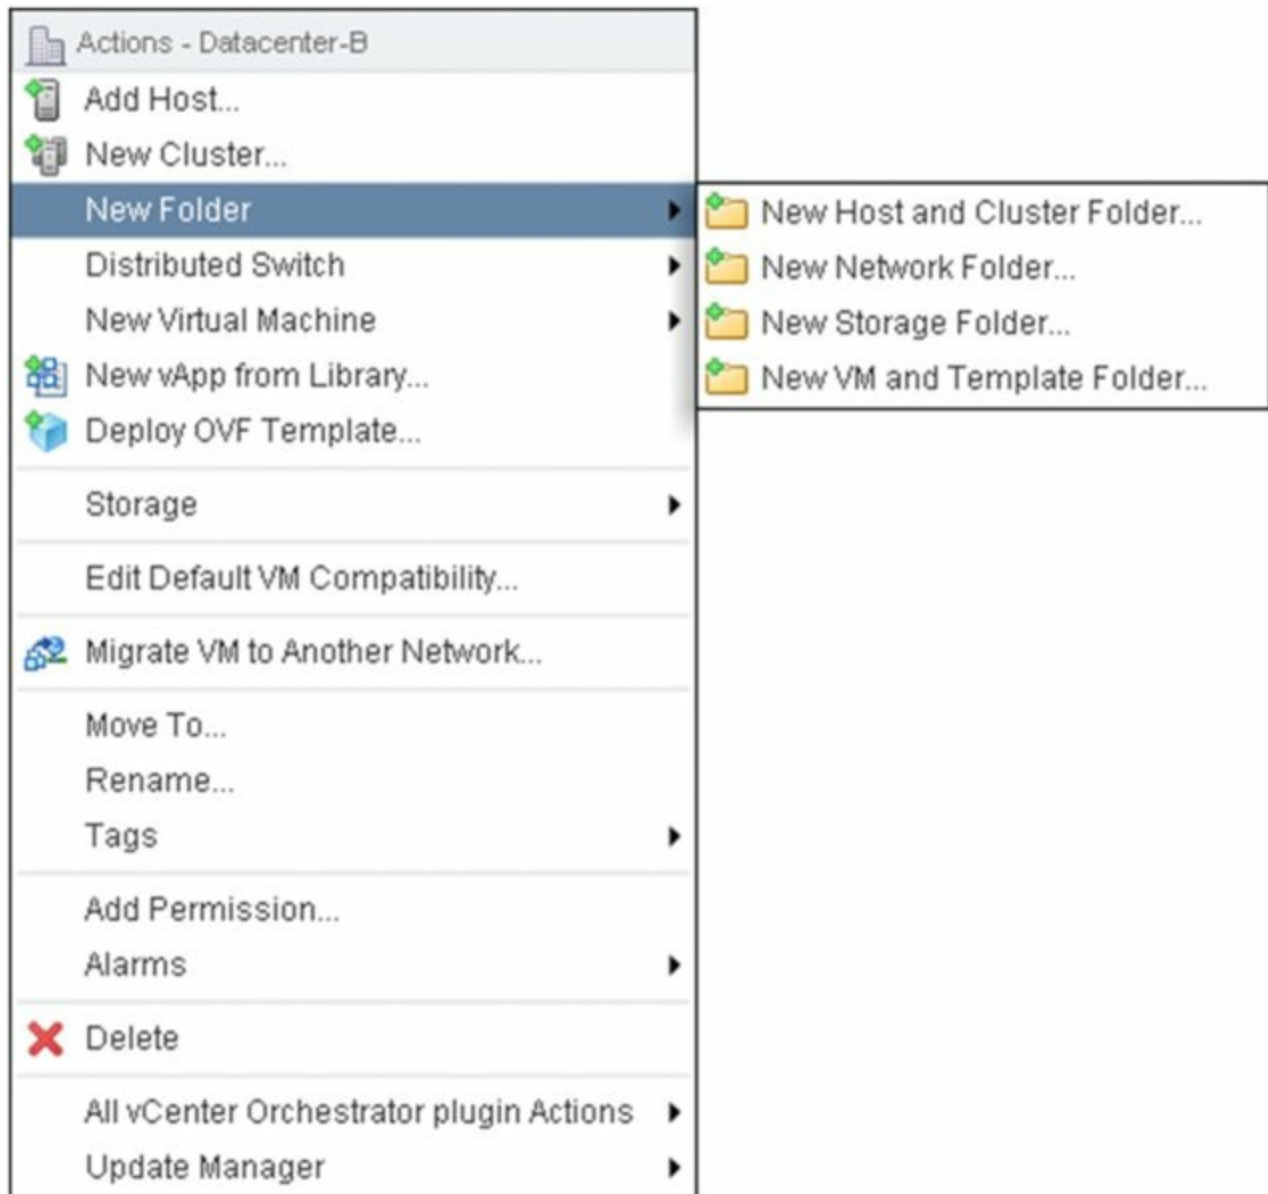 Actions - Datacenter-B
Add Host...
New Cluster...
New Folder
New Host and Cluster Folder...
New Network Folder...
New Storage Folder...
New VM and Template Folder...
Distributed Switch
New Virtual Machine
New vApp from Library...
Deploy OVF Template...
Storage
Edit Default VM Compatibility...
Migrate VM to Another Network...
Move To...
Rename...
Tags
Add Permission...
Alarms
Delete
All vCenter Orchestrator plugin Actions
Update Manager